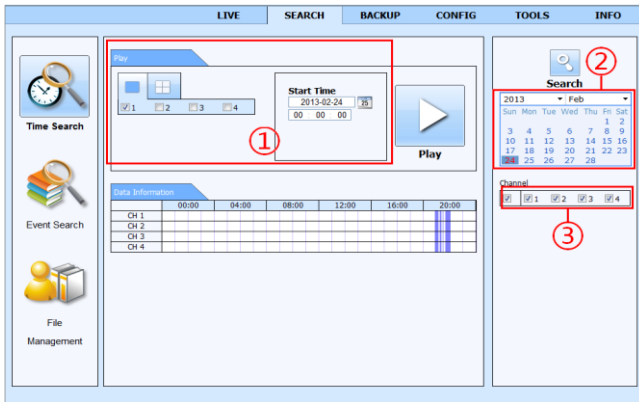 LIVE SEARCH BACKUP CONFIG TOOLS INFO
Time Search
Event Search
File
Management
Play
1 2 3 4
Start Time
2013-02-24 25
00 00 00
Play
①
Data Information
00:00 04:00 08:00 12:00 16:00 20:00
CH 1
CH 2
CH 3
CH 4
Search
②
2013 Feb
Sun Mon Tue Wed Thu Fri Sat
1 2
3 4 5 6 7 8 9
10 11 12 13 14 15 16
17 18 19 20 21 22 23
24 25 26 27 28
Channel
1 2 3 4
③